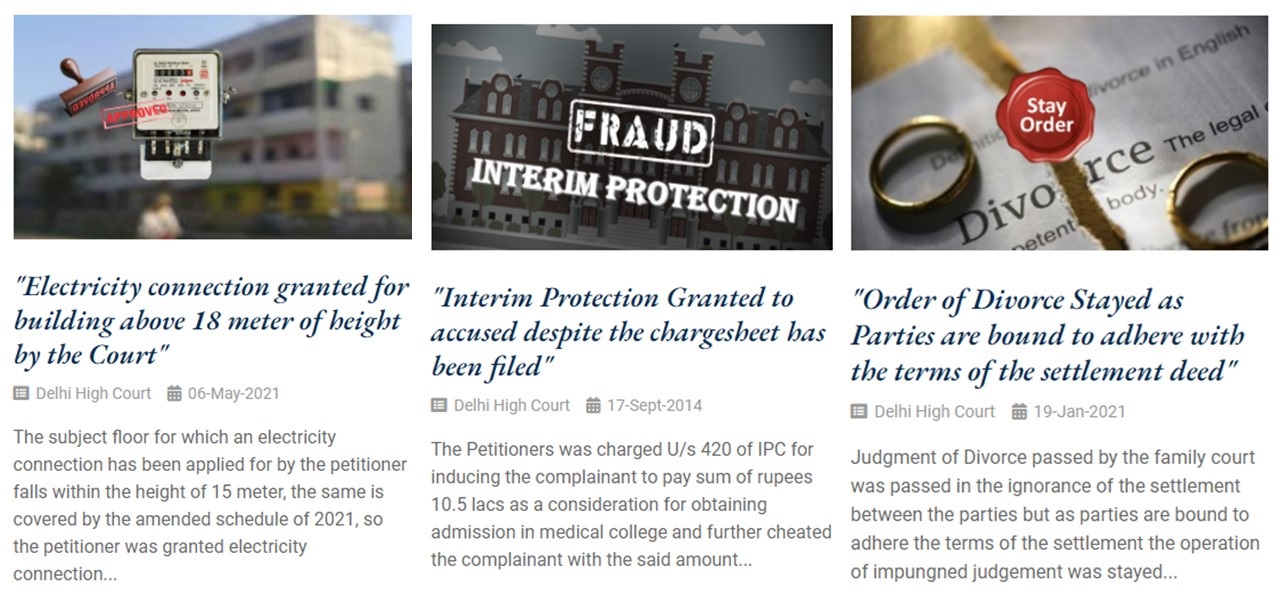 APPROVED
APPROVED
FRAUD
INTERIM PROTECTION
Divorce in English
Stay
Order
Divorce The legal
body.
petent
"Electricity connection granted for
building above 18 meter of height
by the Court"
Delhi High Court 06-May-2021
The subject floor for which an electricity
connection has been applied for by the petitioner
falls within the height of 15 meter, the same is
covered by the amended schedule of 2021, so
the petitioner was granted electricity
connection...
"Interim Protection Granted to
accused despite the chargesheet has
been filed"
Delhi High Court 17-Sept-2014
The Petitioners was charged U/s 420 of IPC for
inducing the complainant to pay sum of rupees
10.5 lacs as a consideration for obtaining
admission in medical college and further cheated
the complainant with the said amount...
"Order of Divorce Stayed as
Parties are bound to adhere with
the terms of the settlement deed"
Delhi High Court 19-Jan-2021
Judgment of Divorce passed by the family court
was passed in the ignorance of the settlement
between the parties but as parties are bound to
adhere the terms of the settlement the operation
of impungned judgement was stayed...